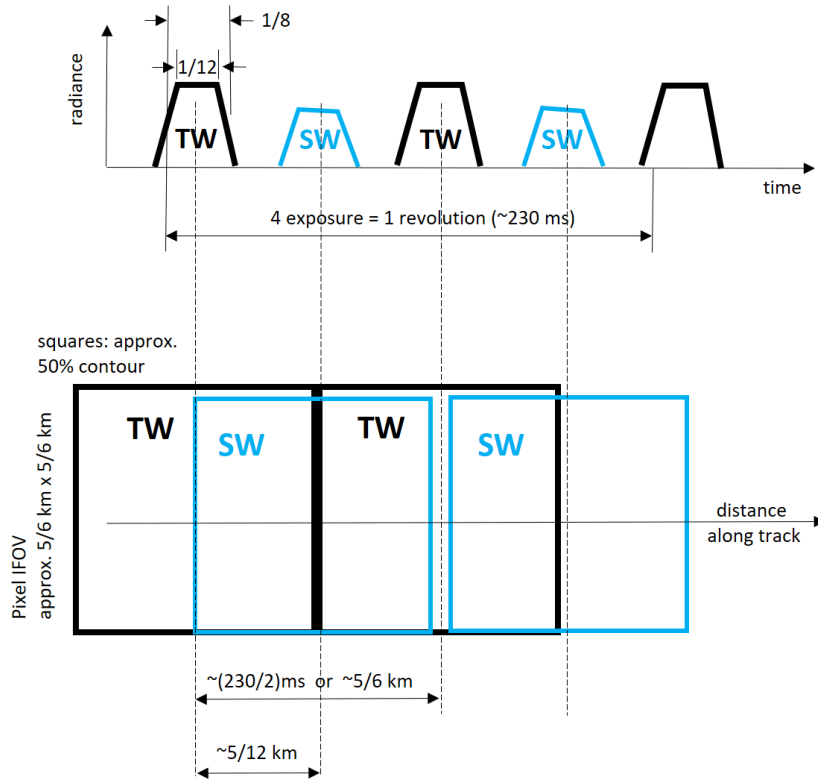 1/8
radiance
1/12
TW
SW
TW
SW
time
4 exposure = 1 revolution (~230 ms)
squares: approx.
50% contour
TW
SW
TW
SW
Pixel IFOV
approx. 5/6 km x 5/6 km
distance
along track
~(230/2)ms or ~5/6 km
~5/12 km